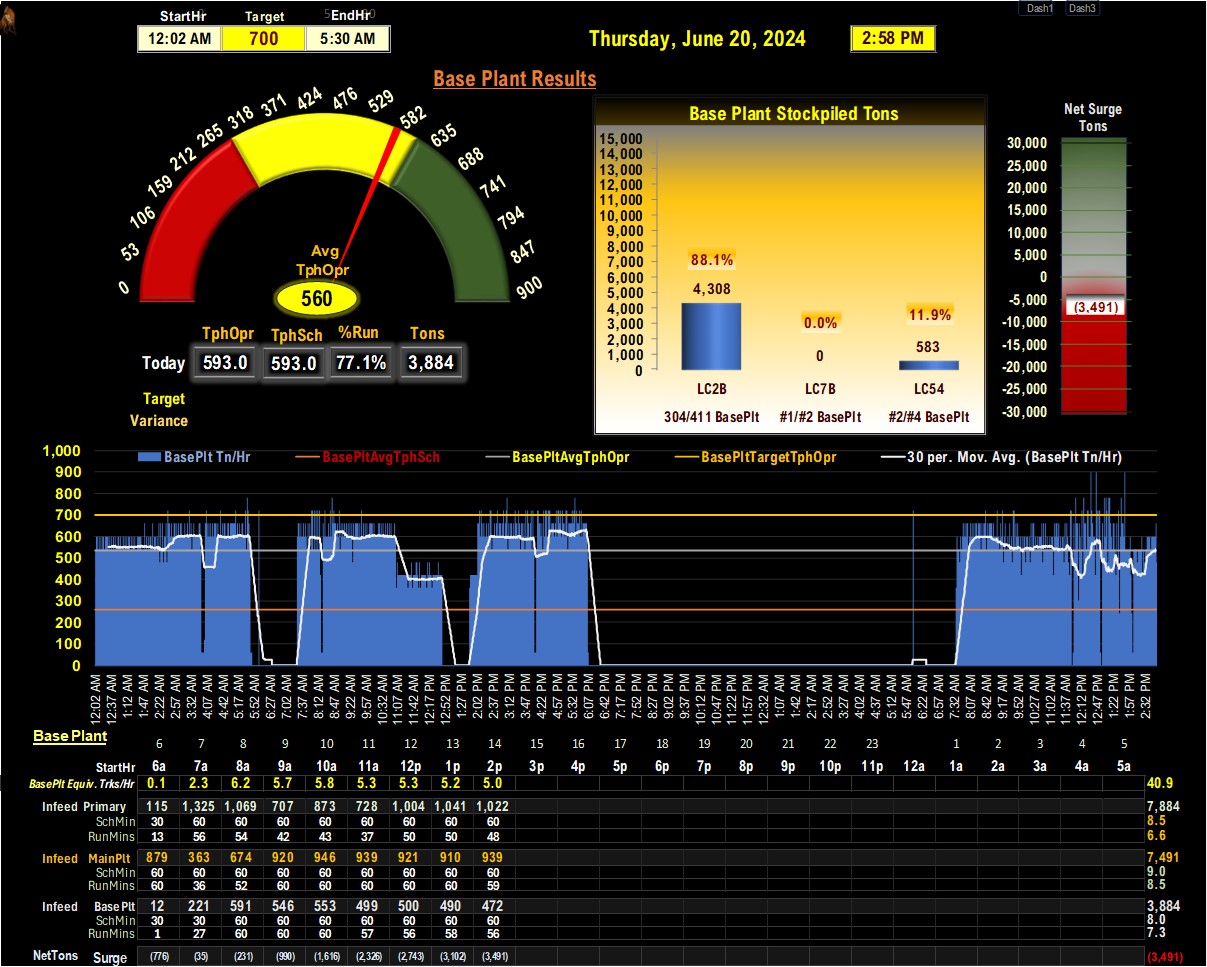 Dash1 Dash3
StartHr Target EndHr
12:02 AM 700 5:30 AM
Thursday, June 20, 2024 2:58 PM
Base Plant Results
0 53 106 159 212 265 318 371 424 476 529 582 635 688 741 794 847 900
Avg
TphOpr
560
TphOpr TphSch %Run Tons
Today 593.0 593.0 77.1% 3,884
Target
Variance
Base Plant Stockpiled Tons
15,000
14,000
13,000
12,000
11,000
10,000
9,000
8,000
7,000
6,000
5,000
4,000
3,000
2,000
1,000
0
88.1% 0.0% 11.9%
4,308 0 583
LC2B LC7B LC54
304/411 BasePlt #1/#2 BasePlt #2/#4 BasePlt
Net Surge
Tons
30,000
25,000
20,000
15,000
10,000
5,000
0
-5,000
-10,000
-15,000
-20,000
-25,000
-30,000
(3,491)
BasePlt Tn/Hr BasePltAvgTphSch BasePltAvgTphOpr BasePltTargetTphOpr 30 per. Mov. Avg. (BasePlt Tn/Hr)
1,000
900
800
700
600
500
400
300
200
100
0
12:02 AM 12:37 AM 1:12 AM 1:47 AM 2:22 AM 2:57 AM 3:32 AM 4:07 AM 4:42 AM 5:17 AM 5:52 AM 6:27 AM 7:02 AM 7:37 AM 8:12 AM 8:47 AM 9:22 AM 9:57 AM 10:32 AM 11:07 AM 11:42 AM 12:17 PM 12:52 PM 1:27 PM 2:02 PM 2:37 PM 3:12 PM 3:47 PM 4:22 PM 4:57 PM 5:32 PM 6:07 PM 6:42 PM 7:17 PM 7:52 PM 8:27 PM 9:02 PM 9:37 PM 10:12 PM 10:47 PM 11:22 PM 11:57 PM 12:32 AM 1:07 AM 1:42 AM 2:17 AM 2:52 AM 3:27 AM 4:02 AM 4:37 AM 5:12 AM 5:47 AM 6:22 AM 6:57 AM 7:32 AM 8:07 AM 8:42 AM 9:17 AM 9:52 AM 10:27 AM 11:02 AM 11:37 AM 12:12 PM 12:47 PM 1:22 PM 1:57 PM 2:32 PM
Base Plant
6 7 8 9 10 11 12 13 14 15 16 17 18 19 20 21 22 23 1 2 3 4 5
StartHr 6a 7a 8a 9a 10a 11a 12p 1p 2p 3p 4p 5p 6p 7p 8p 9p 10p 11p 12a 1a 2a 3a 4a 5a
BasePlt Equiv. Trks/Hr 0.1 2.3 6.2 5.7 5.8 5.3 5.3 5.2 5.0 40.9
Infeed Primary 115 1,325 1,069 707 873 728 1,004 1,041 1,022 7,884
SchMin 30 60 60 60 60 60 60 60 60 8.5
RunMins 13 56 54 42 43 37 50 50 48 6.6
Infeed MainPlt 879 363 674 920 946 939 921 910 939 7,491
SchMin 60 60 60 60 60 60 60 60 60 9.0
RunMins 60 36 52 60 60 60 60 60 59 8.5
Infeed BasePlt 12 221 591 546 553 499 500 490 472 3,884
SchMin 30 30 60 60 60 60 60 60 60 8.0
RunMins 1 27 60 60 60 57 56 58 56 7.3
NetTons Surge (776) (35) (231) (990) (1,616) (2,326) (2,743) (3,102) (3,491) (3,491)